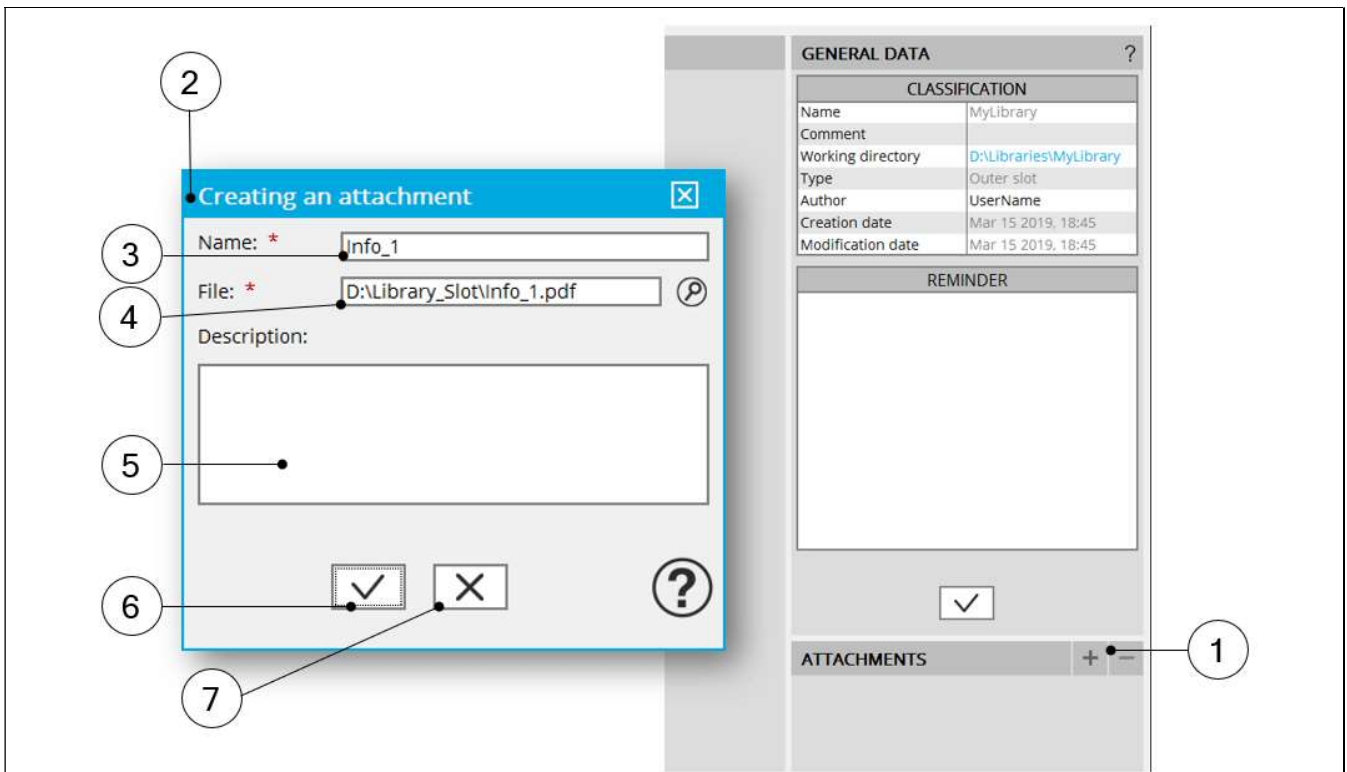 GENERAL DATA ?
CLASSIFICATION
Name MyLibrary
Comment
Working directory D:\Libraries\MyLibrary
Type Outer slot
Author UserName
Creation date Mar 15 2019, 18:45
Modification date Mar 15 2019, 18:45
REMINDER
ATTACHMENTS + −
1
2
Creating an attachment
3
Name: * Info_1
4
File: * D:\Library_Slot\Info_1.pdf
Description:
5
6
7
?